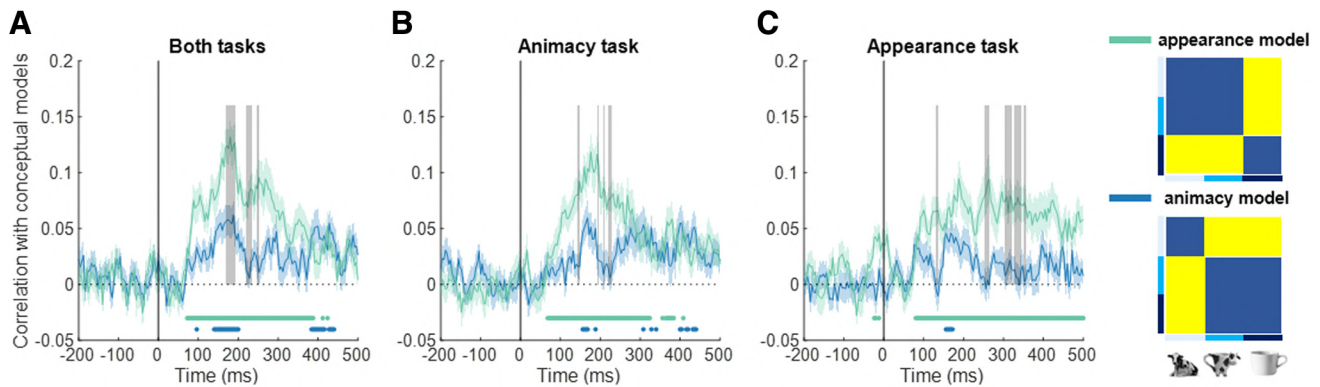 A
B
C
Both tasks
Animacy task
Appearance task
appearance model
animacy model
Correlation with conceptual models
0.2
0.15
0.1
0.05
0
-0.05
-200 -100 0 100 200 300 400 500
Time (ms)
0.2
0.15
0.1
0.05
0
-0.05
-200 -100 0 100 200 300 400 500
Time (ms)
0.2
0.15
0.1
0.05
0
-0.05
-200 -100 0 100 200 300 400 500
Time (ms)